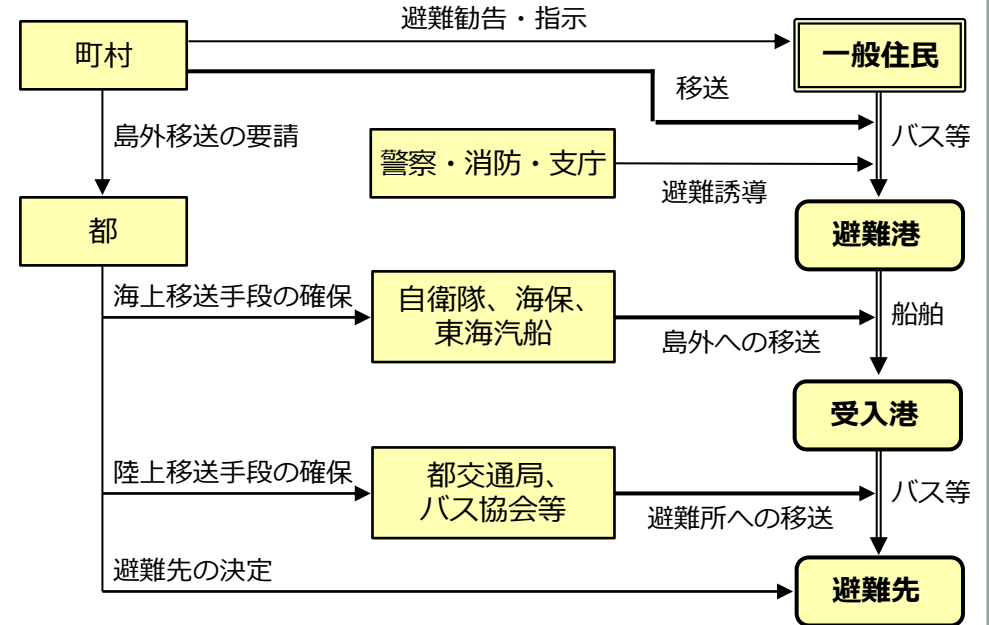 避難勧告・指示
町村
一般住民
移送
島外移送の要請
バス等
警察・消防・支庁
避難誘導
都
避難港
海上移送手段の確保
自衛隊、海保、
東海汽船
船舶
島外への移送
受入港
陸上移送手段の確保
都交通局、
バス協会等
バス等
避難所への移送
避難先の決定
避難先